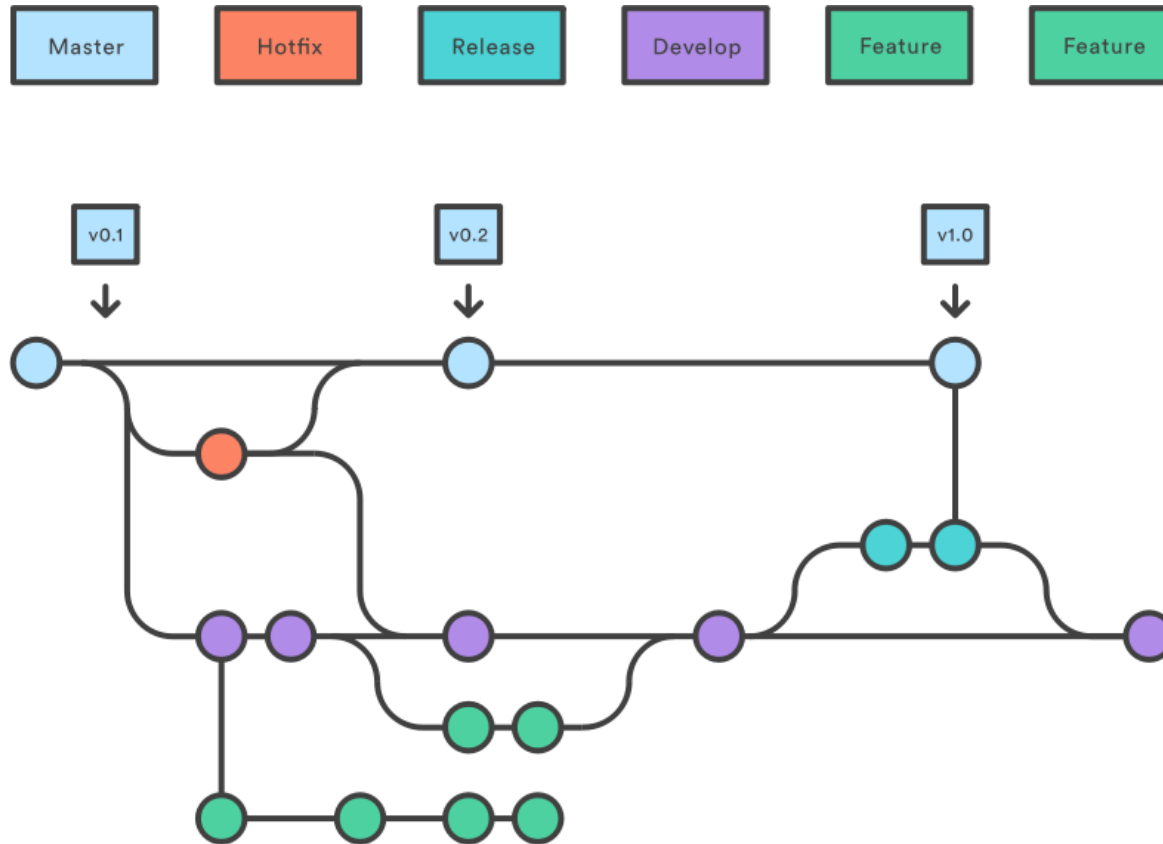 Master
Hotfix
Release
Develop
Feature
Feature
v0.1
v0.2
v1.0